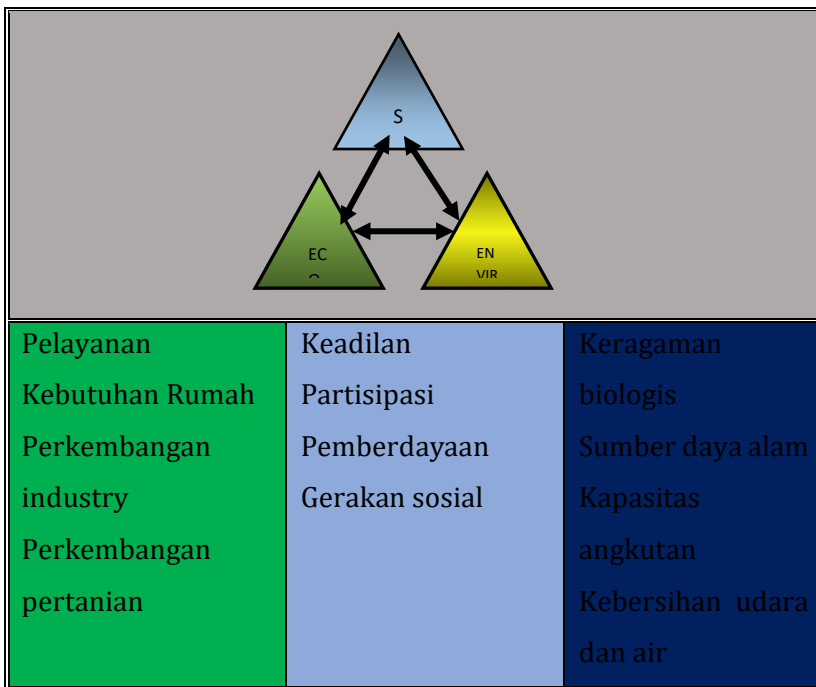 S
EC
EN
VIR
Pelayanan
Kebutuhan Rumah
Perkembangan
industry
Perkembangan
pertanian
Keadilan
Partisipasi
Pemberdayaan
Gerakan sosial
Keragaman
biologis
Sumber daya alam
Kapasitas
angkutan
Kebersihan udara
dan air